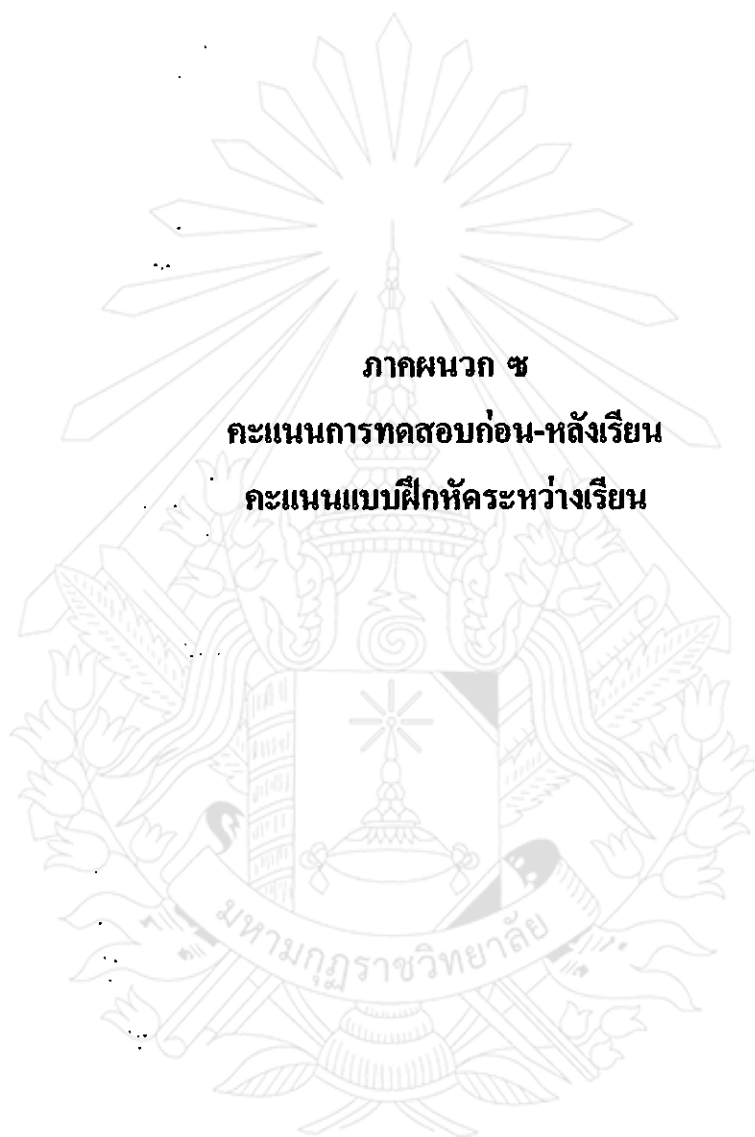 ภาคผนวก ซ
คะแนนการทดสอบก่อน-หลังเรียน
คะแนนแบบฝึกหัดระหว่างเรียน
มหามกุฏราชวิทยาลัย